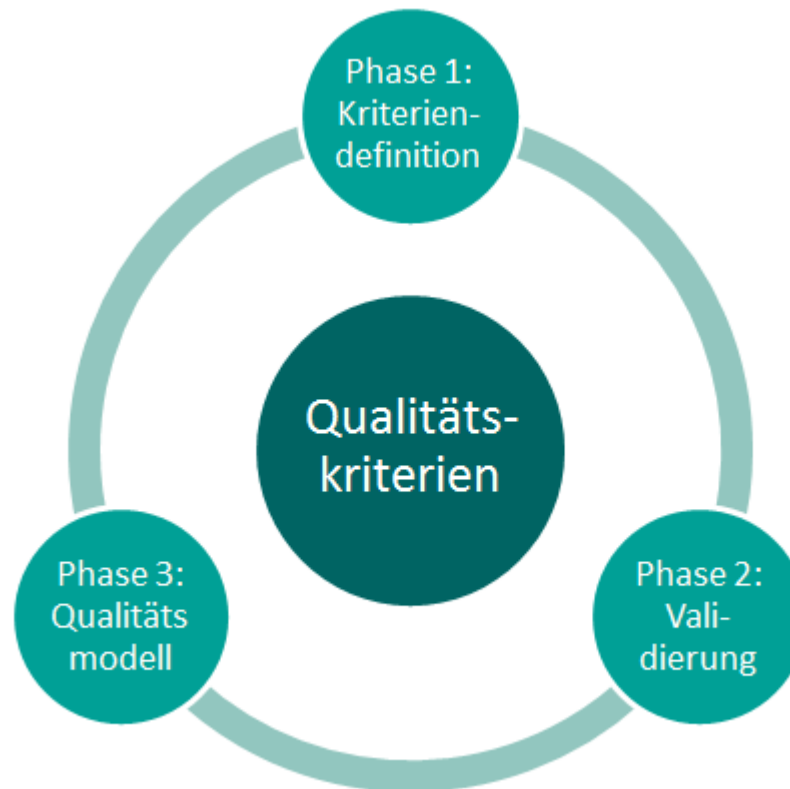 Phase 1:
Kriterien-
definition
Qualitäts-
kriterien
Phase 3:
Qualitäts
modell
Phase 2:
Vali-
dierung